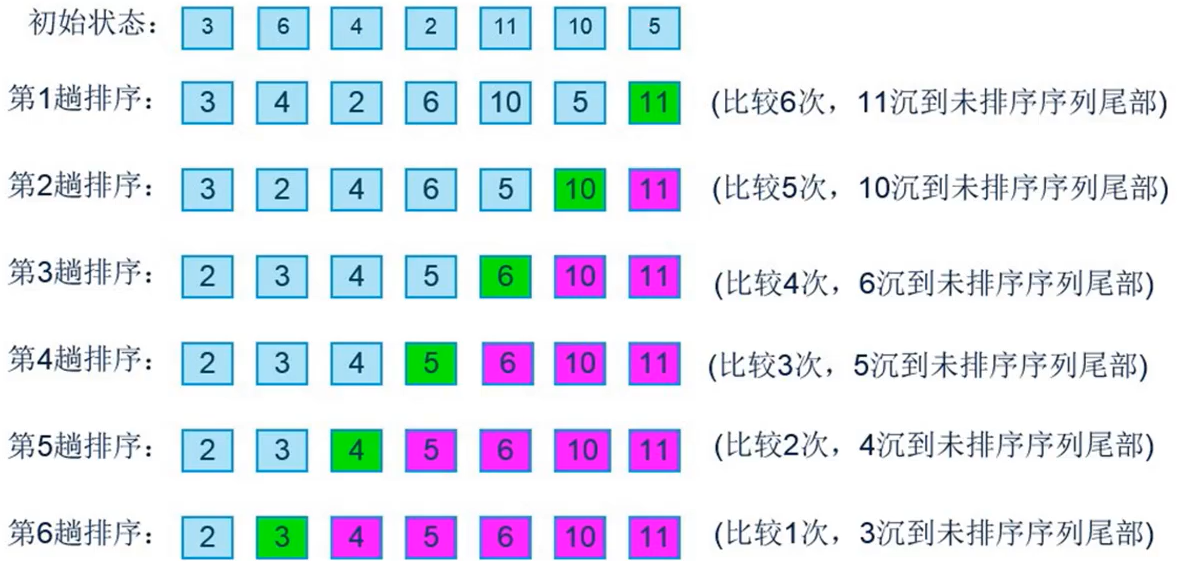 初始状态： 3 6 4 2 11 10 5
第1趟排序： 3 4 2 6 10 5 11 (比较6次，11沉到未排序序列尾部)
第2趟排序： 3 2 4 6 5 10 11 (比较5次，10沉到未排序序列尾部)
第3趟排序： 2 3 4 5 6 10 11 (比较4次，6沉到未排序序列尾部)
第4趟排序： 2 3 4 5 6 10 11 (比较3次，5沉到未排序序列尾部)
第5趟排序： 2 3 4 5 6 10 11 (比较2次，4沉到未排序序列尾部)
第6趟排序： 2 3 4 5 6 10 11 (比较1次，3沉到未排序序列尾部)